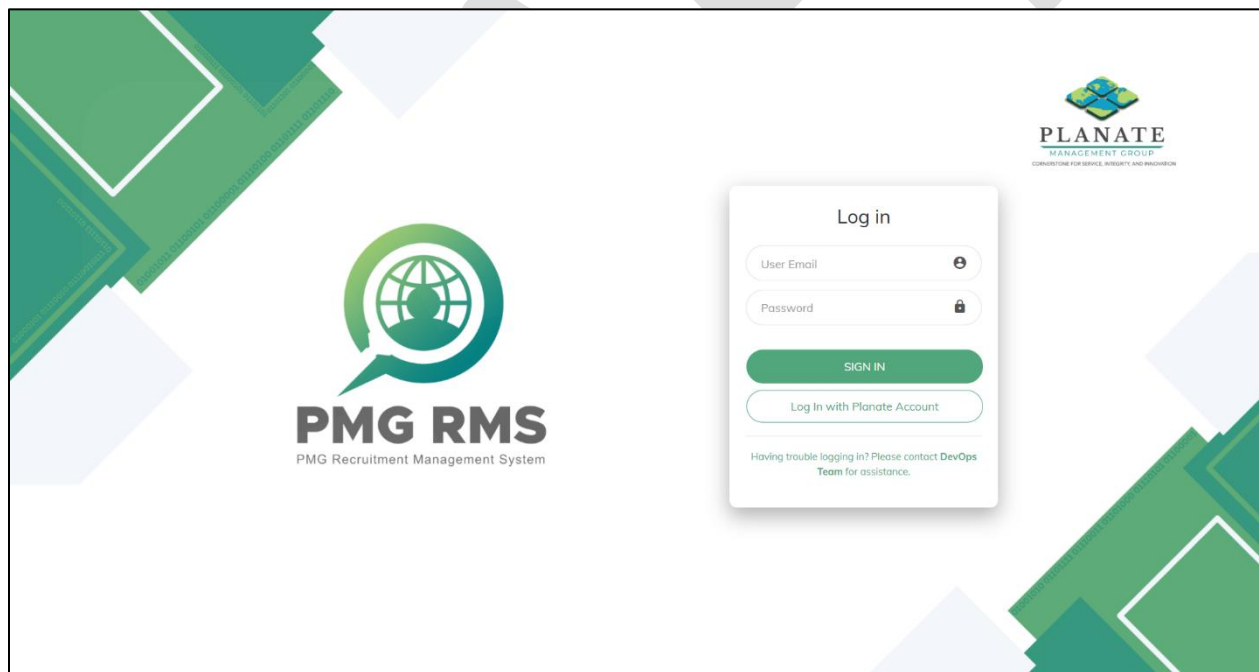 PLANATE
MANAGEMENT GROUP
CORNERSTONE FOR SERVICE, INTEGRITY, AND INNOVATION
Log in
User Email
Password
SIGN IN
Log In with Planate Account
Having trouble logging in? Please contact DevOps
Team for assistance.
PMG RMS
PMG Recruitment Management System